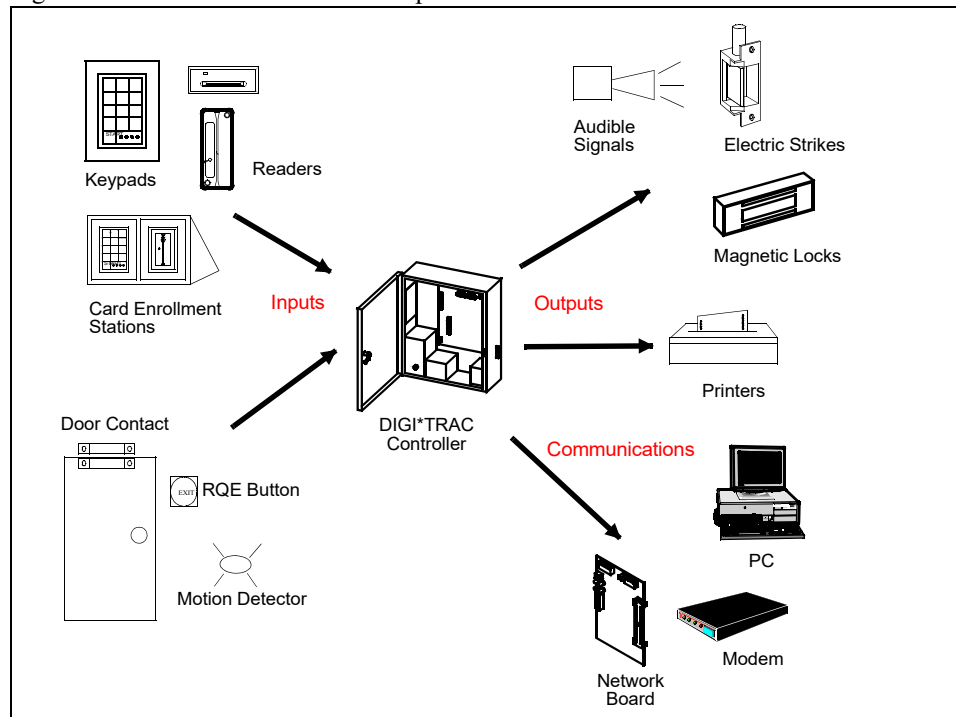 Keypads
Readers
Card Enrollment
Stations
Inputs
Door Contact
EXIT
RQE Button
Motion Detector
DIGI*TRAC
Controller
Audible
Signals
Electric Strikes
Magnetic Locks
Outputs
Printers
Communications
PC
Network
Board
Modem